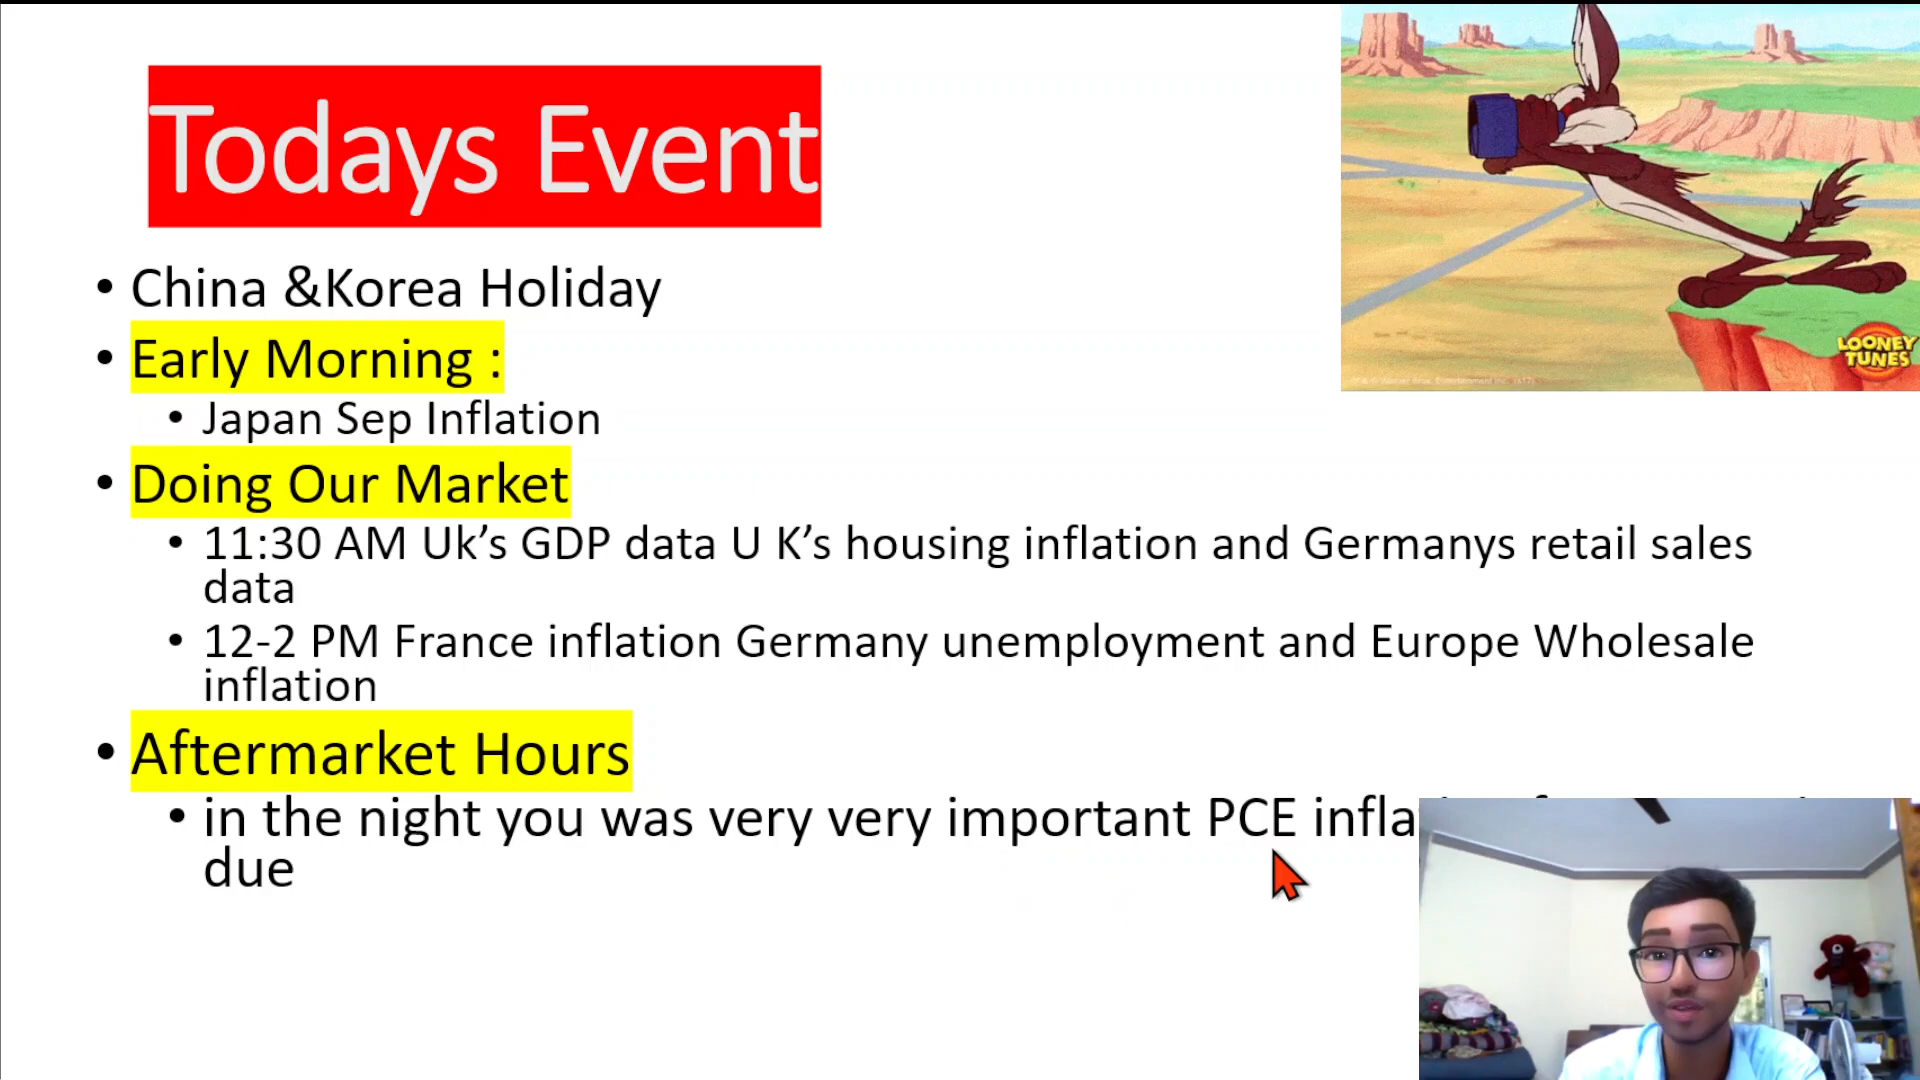 Todays Event
• China &Korea Holiday
• Early Morning :
• Japan Sep Inflation
• Doing Our Market
• 11:30 AM Uk’s GDP data U K’s housing inflation and Germanys retail sales
data
• 12-2 PM France inflation Germany unemployment and Europe Wholesale
inflation
• Aftermarket Hours
• in the night you was very very important PCE
due
LOONEY
TUNES